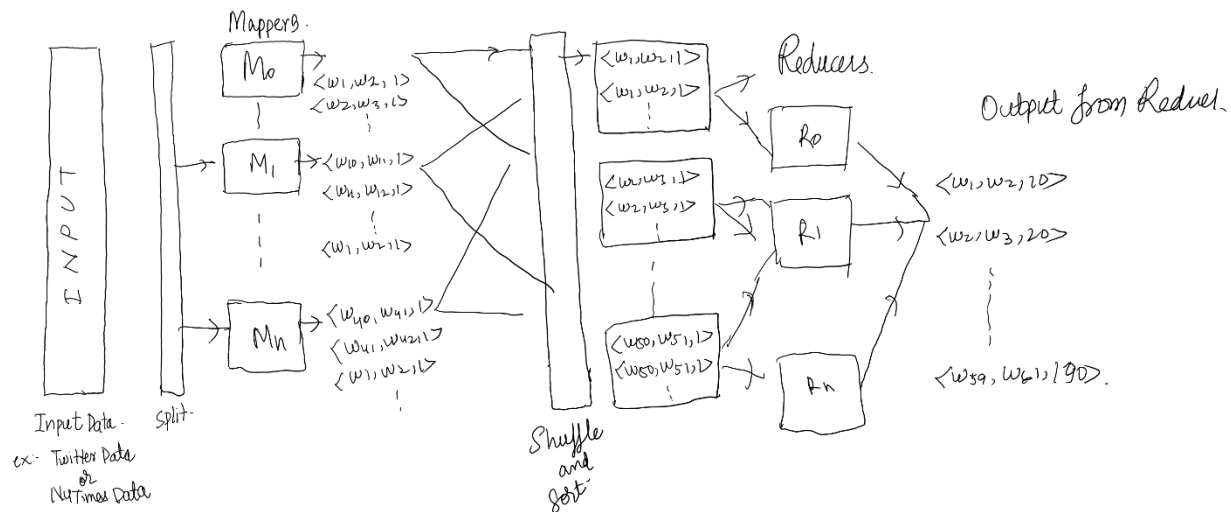 INPUT
Input Data.
ex:- Twitter Data
or
NYTimes Data
Split.
Mappers.
M0
<w1, w2, 1>
<w2, w3, 1>
M1
<w10, w11, 1>
<w11, w12, 1>
<w1, w2, 1>
Mn
<w40, w41, 1>
<w41, w42, 1>
<w1, w2, 1>
Shuffle
and
Sort.
<w1, w2, 1>
<w1, w2, 1>
<w2, w3, 1>
<w2, w3, 1>
<w50, w51, 1>
<w50, w51, 1>
Reducers.
R0
R1
Rn
Output from Reducer.
<w1, w2, 20>
<w2, w3, 20>